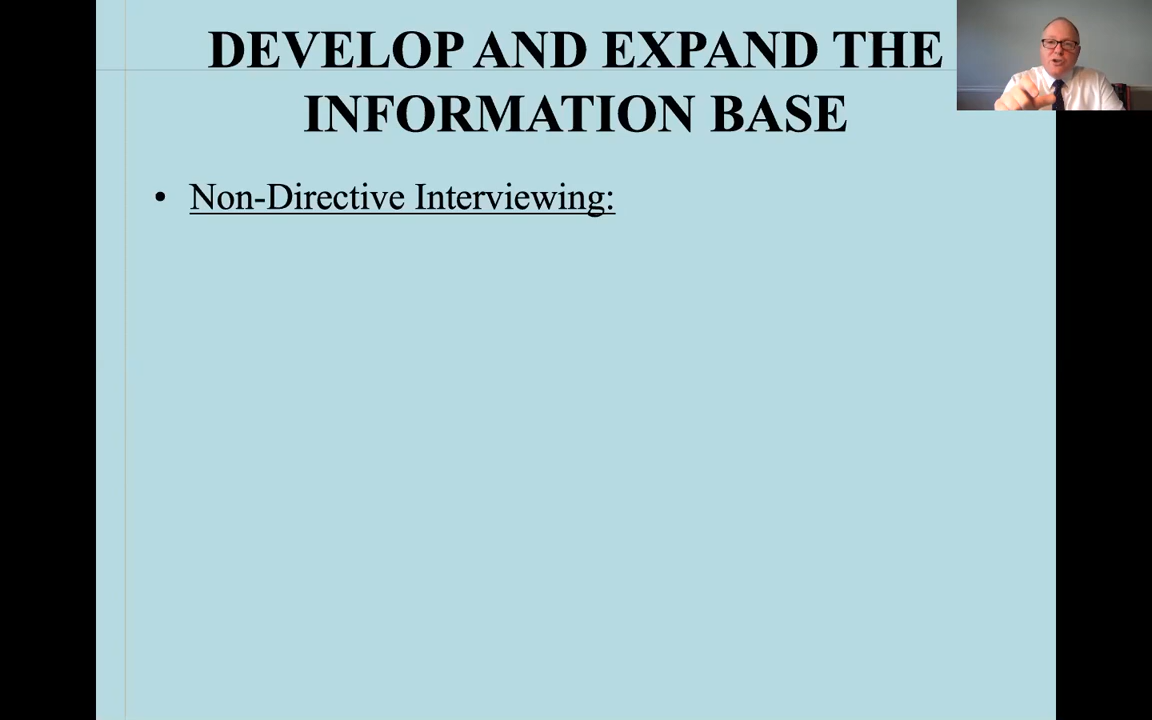 DEVELOP AND EXPAND THE
INFORMATION BASE
• Non-Directive Interviewing: